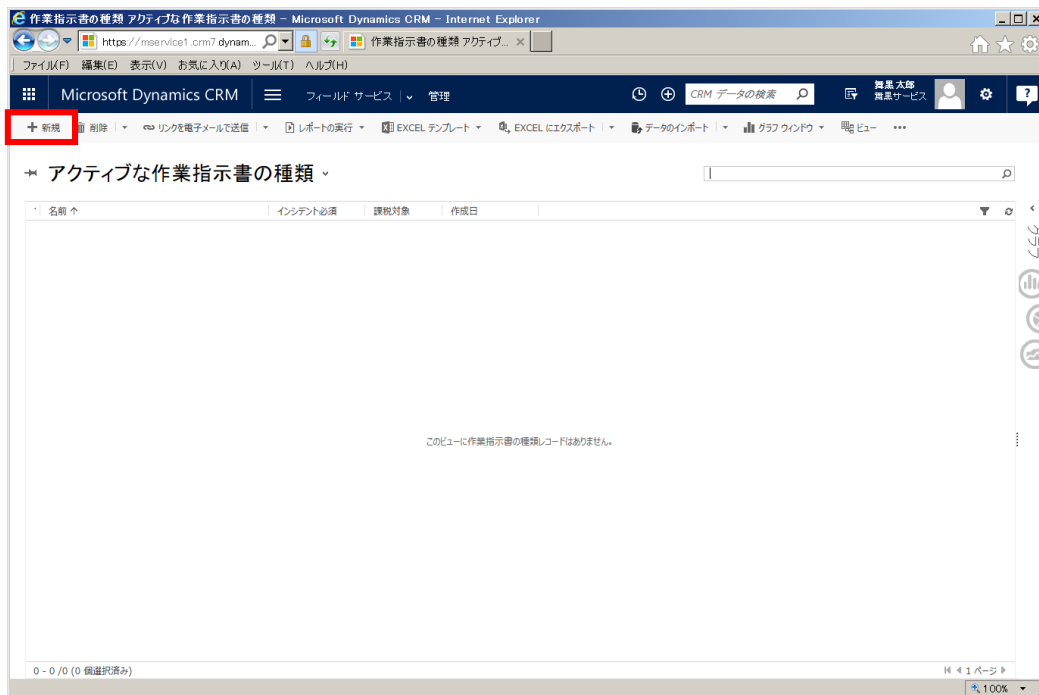 作業指示書の種類 アクティブな作業指示書の種類 - Microsoft Dynamics CRM - Internet Explorer
https://mservice1.crm7.dynam... 作業指示書の種類 アクティブ...
ファイル(F) 編集(E) 表示(V) お気に入り(A) ツール(T) ヘルプ(H)
Microsoft Dynamics CRM フィールド サービス 管理 CRM データの検索 舞黒 太郎
舞黒サービス
新規 削除 リンクを電子メールで送信 レポートの実行 EXCEL テンプレート EXCEL にエクスポート データのインポート グラフ ウィンドウ ビュー •••
アクティブな作業指示書の種類
名前 インシデント必須 課税対象 作成日
グラフ
このビューに作業指示書の種類レコードはありません。
0 - 0 /0 (0 個選択済み) 1 ページ
100%